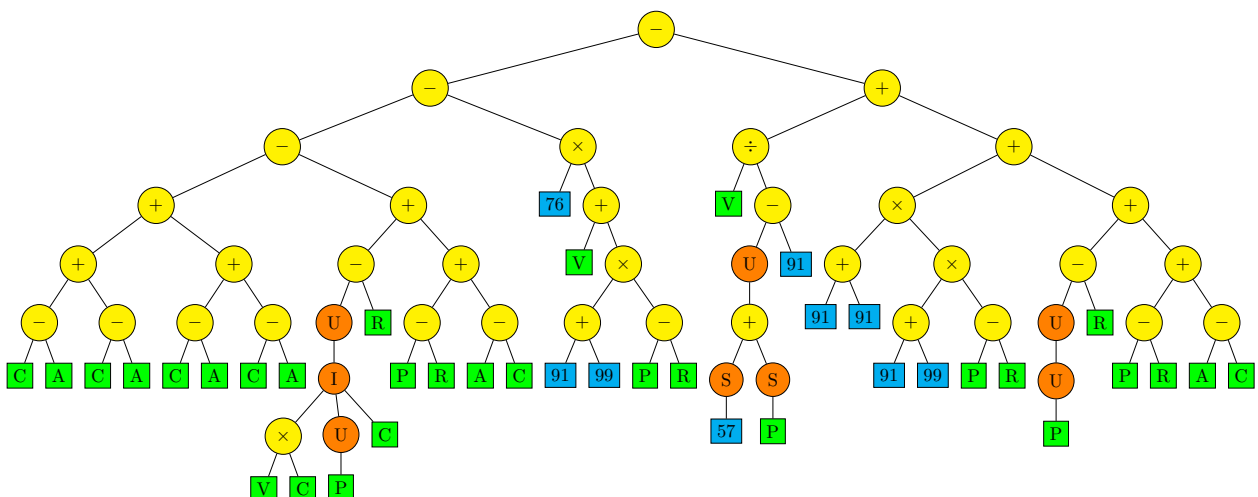 −
− +
− × ÷ +
+ + 76 + V − × +
+ + − + V × U 91 + × − +
− − − − U R − − + − + 91 91 + − U R − −
C A C A C A C A I P R A C 91 99 P R S S 91 99 P R U P R A C
× U C 57 P P
V C P